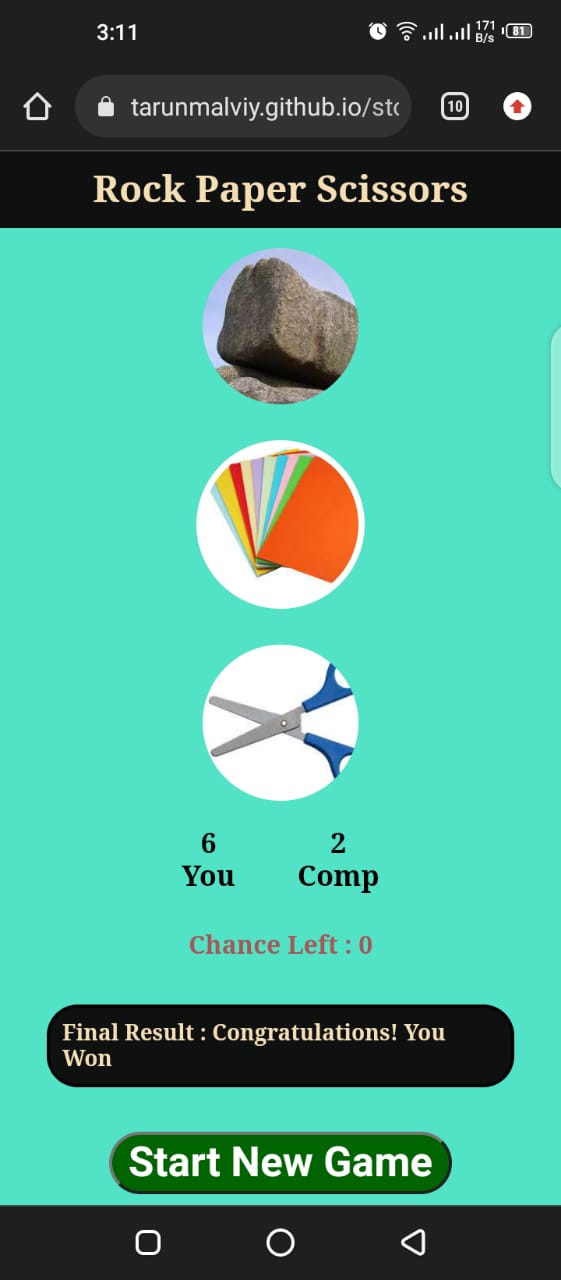 3:11
171
B/s
81
tarunmalviy.github.io/stc
10
Rock Paper Scissors
6 2
You Comp
Chance Left : 0
Final Result : Congratulations! You
Won
Start New Game